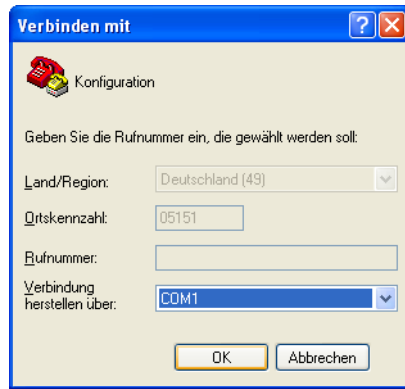 Verbinden mit
Konfiguration
Geben Sie die Rufnummer ein, die gewählt werden soll:
Land/Region: Deutschland (49)
Ortskennzahl: 05151
Rufnummer:
Verbindung
herstellen über: COM1
OK Abbrechen